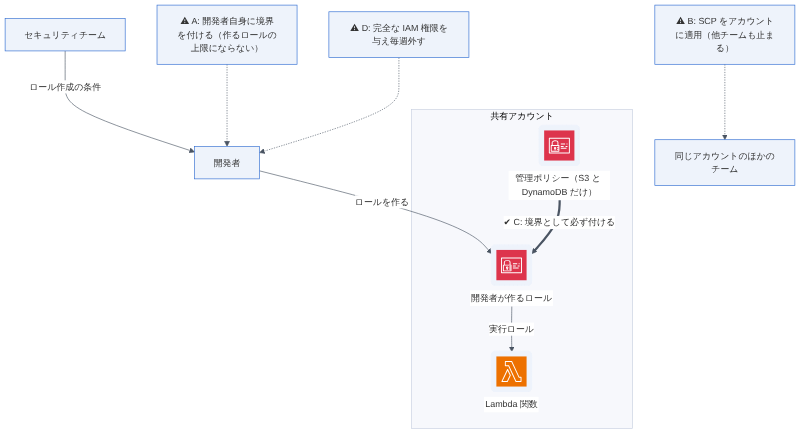 セキュリティチーム
⚠ A: 開発者自身に境界
を付ける（作るロールの
上限にならない）
⚠ D: 完全な IAM 権限を
与え毎週外す
⚠ B: SCP をアカウント
に適用（他チームも止ま
る）
ロール作成の条件
共有アカウント
開発者
同じアカウントのほかの
チーム
管理ポリシー（S3 と
DynamoDB だけ）
ロールを作る
✔ C: 境界として必ず付ける
開発者が作るロール
実行ロール
Lambda 関数